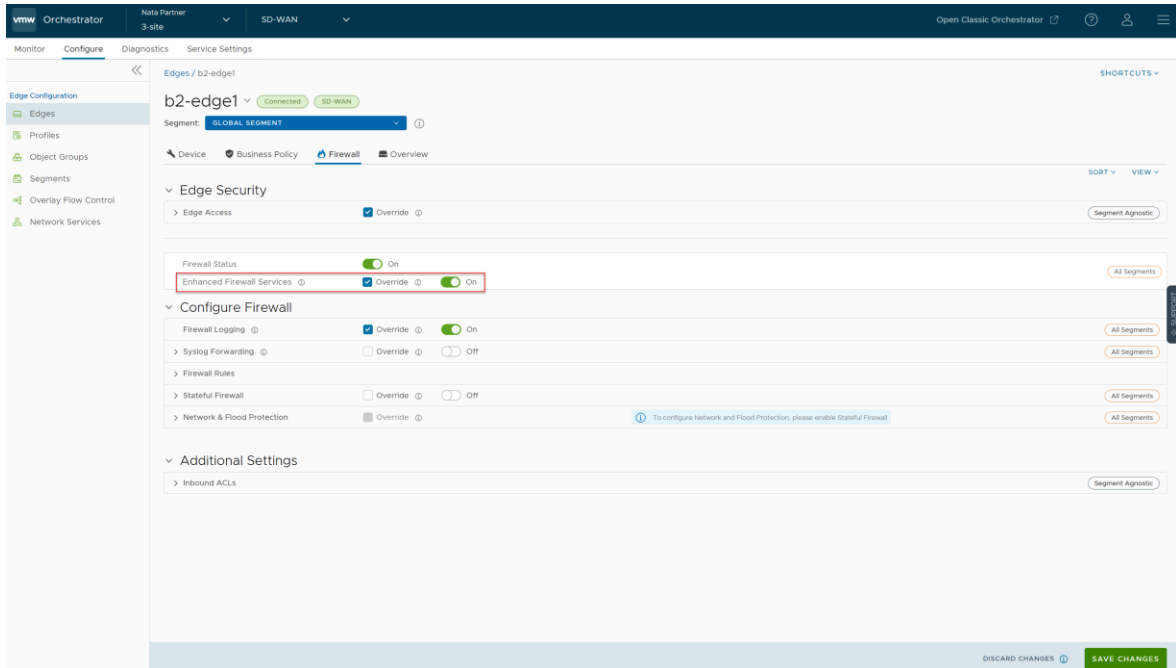 vmw Orchestrator
Nata Partner
3-site
SD-WAN
Open Classic Orchestrator
Monitor Configure Diagnostics Service Settings
Edge Configuration
Edges
Profiles
Object Groups
Segments
Overlay Flow Control
Network Services
Edges / b2-edge1
SHORTCUTS
b2-edge1 Connected SD-WAN
Segment: GLOBAL SEGMENT
Device Business Policy Firewall Overview
SORT VIEW
Edge Security
Edge Access Override Segment Agnostic
Firewall Status On
All Segments
Enhanced Firewall Services Override On
Configure Firewall
Firewall Logging Override On All Segments
Syslog Forwarding Override Off All Segments
Firewall Rules
Stateful Firewall Override Off All Segments
Network & Flood Protection Override To configure Network and Flood Protection, please enable Stateful Firewall All Segments
Additional Settings
Inbound ACLs Segment Agnostic
SUPPORT
DISCARD CHANGES SAVE CHANGES